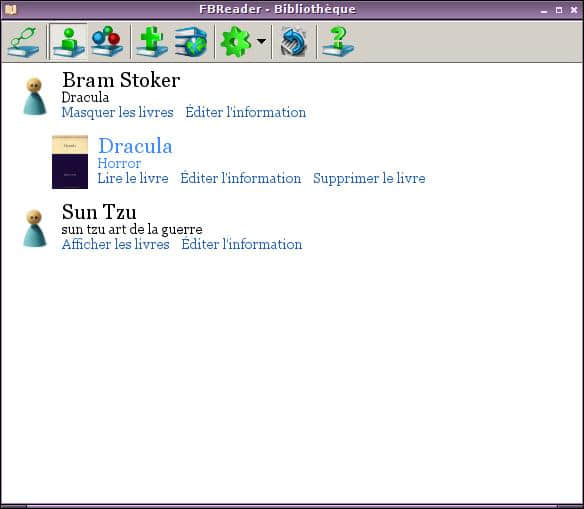 FBReader - Bibliothèque
Bram Stoker
Dracula
Masquer les livres Éditer l'information
Dracula
Horror
Lire le livre Éditer l'information Supprimer le livre
Sun Tzu
sun tzu art de la guerre
Afficher les livres Éditer l'information